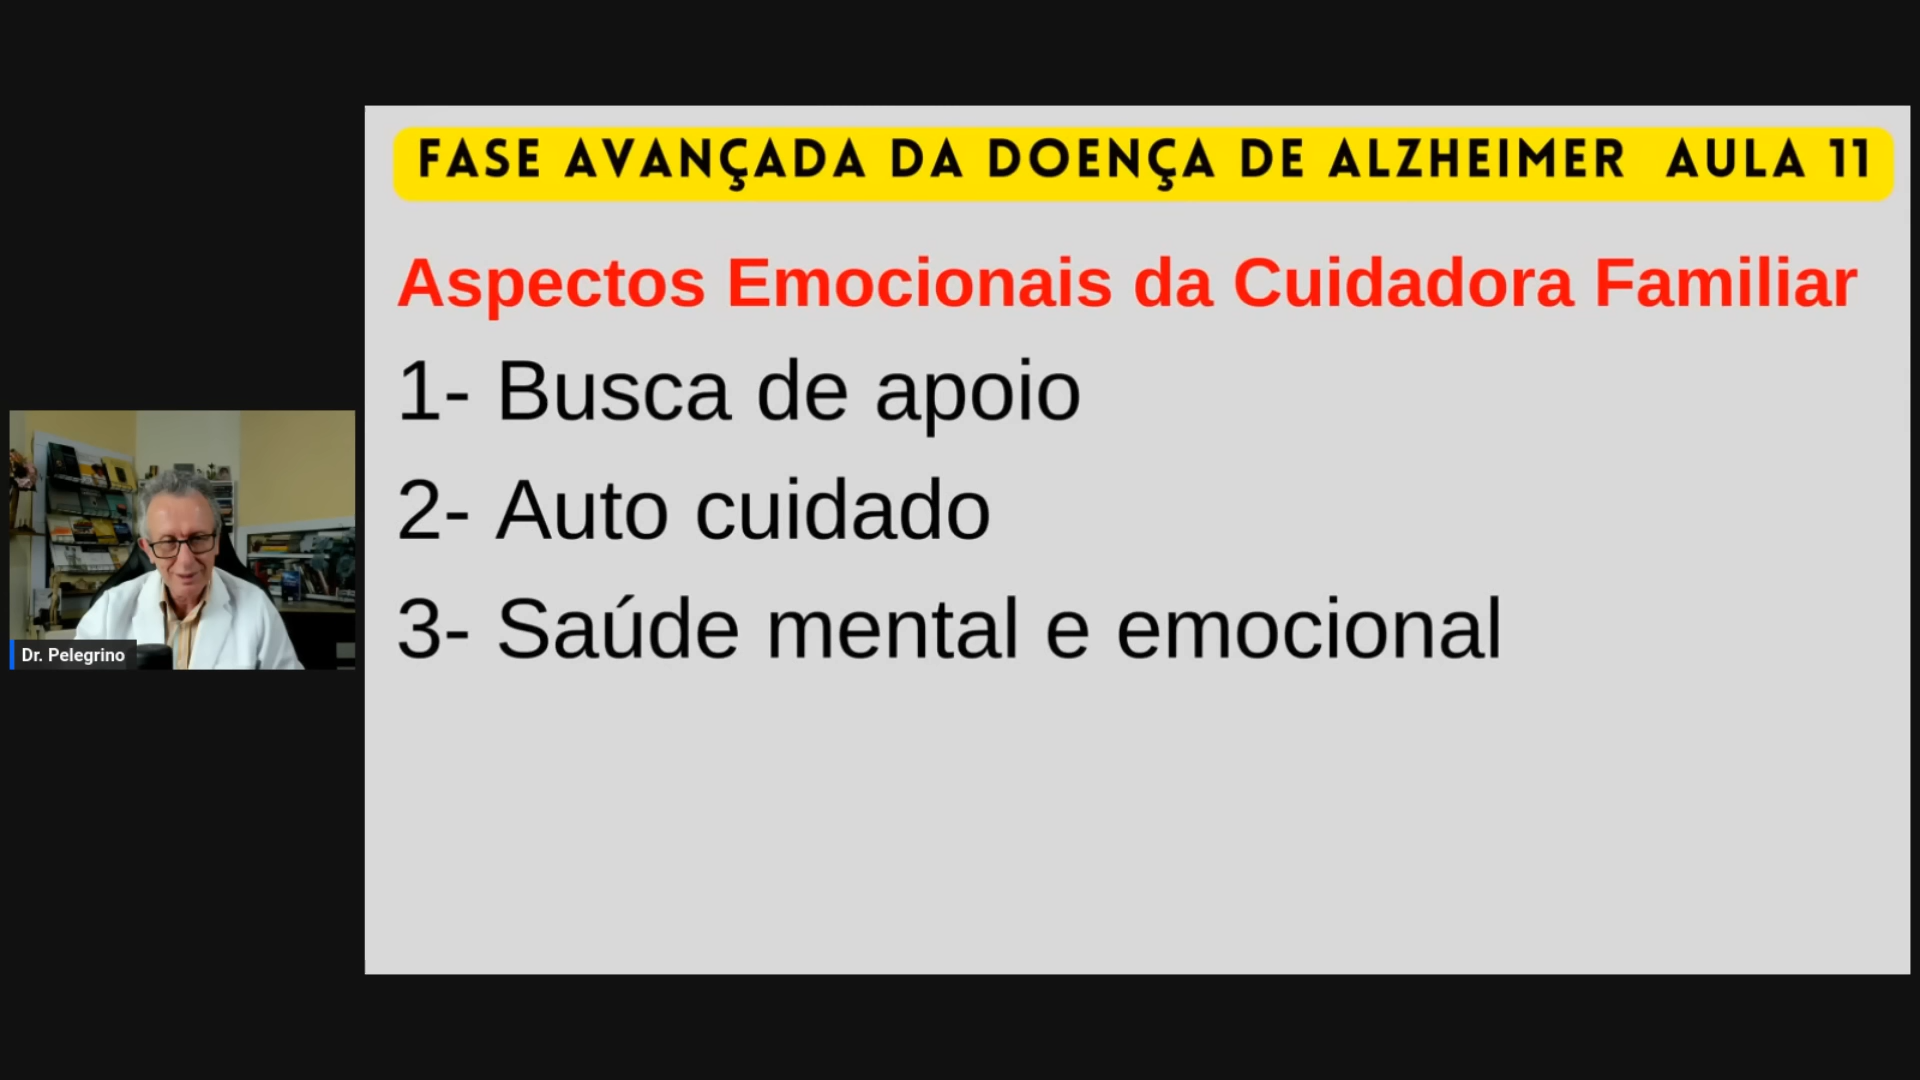 FASE AVANÇADA DA DOENÇA DE ALZHEIMER AULA 11
Aspectos Emocionais da Cuidadora Familiar
1- Busca de apoio
2- Auto cuidado
3- Saúde mental e emocional
Dr. Pelegrino